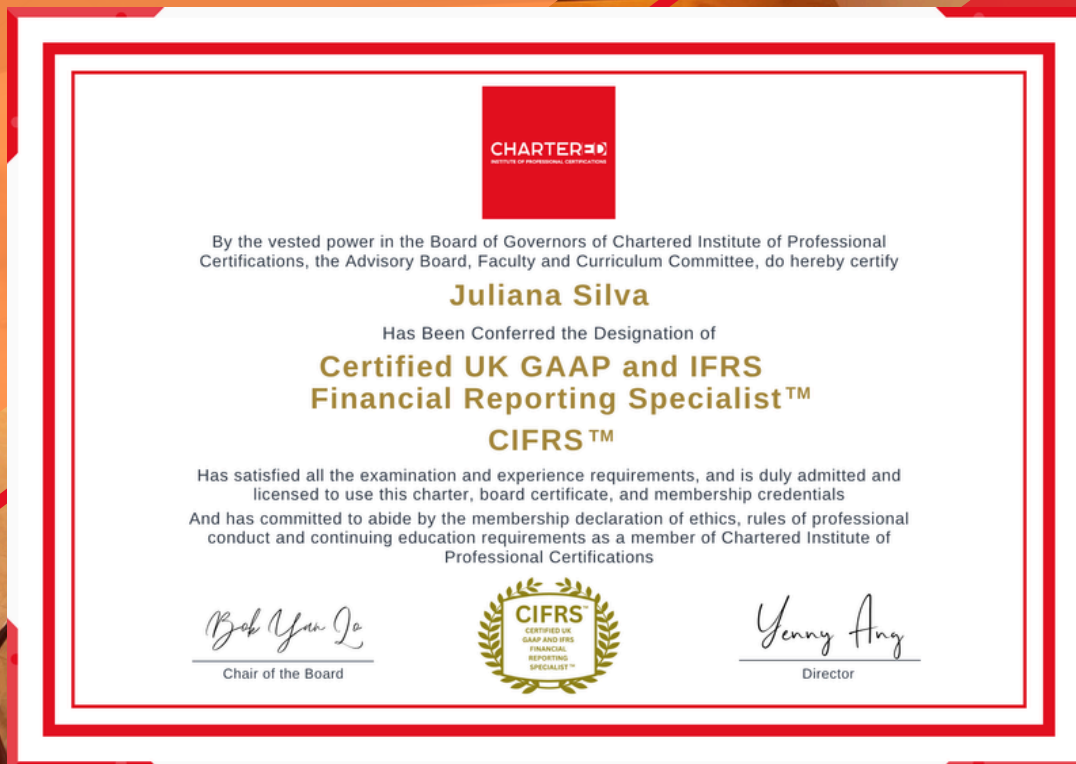 CHARTERED
INSTITUTE OF PROFESSIONAL CERTIFICATIONS
By the vested power in the Board of Governors of Chartered Institute of Professional
Certifications, the Advisory Board, Faculty and Curriculum Committee, do hereby certify
Juliana Silva
Has Been Conferred the Designation of
Certified UK GAAP and IFRS
Financial Reporting Specialist™
CIFRS™
Has satisfied all the examination and experience requirements, and is duly admitted and
licensed to use this charter, board certificate, and membership credentials
And has committed to abide by the membership declaration of ethics, rules of professional
conduct and continuing education requirements as a member of Chartered Institute of
Professional Certifications
Bok Yan Lo
Chair of the Board
CIFRS™
CERTIFIED UK
GAAP AND IFRS
FINANCIAL
REPORTING
SPECIALIST™
Yenny Ang
Director